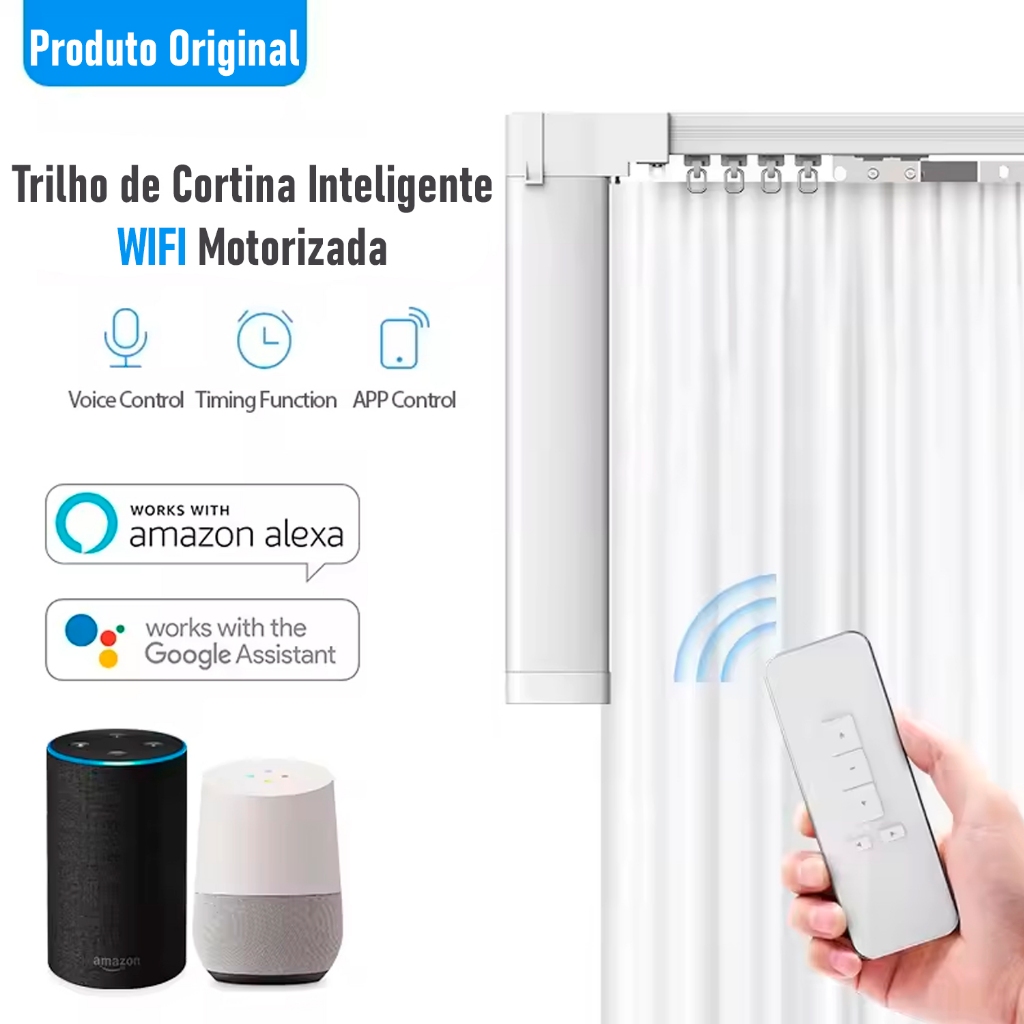 Produto Original
Trilho de Cortina Inteligente
WIFI Motorizada
Voice Control Timing Function APP Control
WORKS WITH
amazon alexa
works with the
Google Assistant
amazon